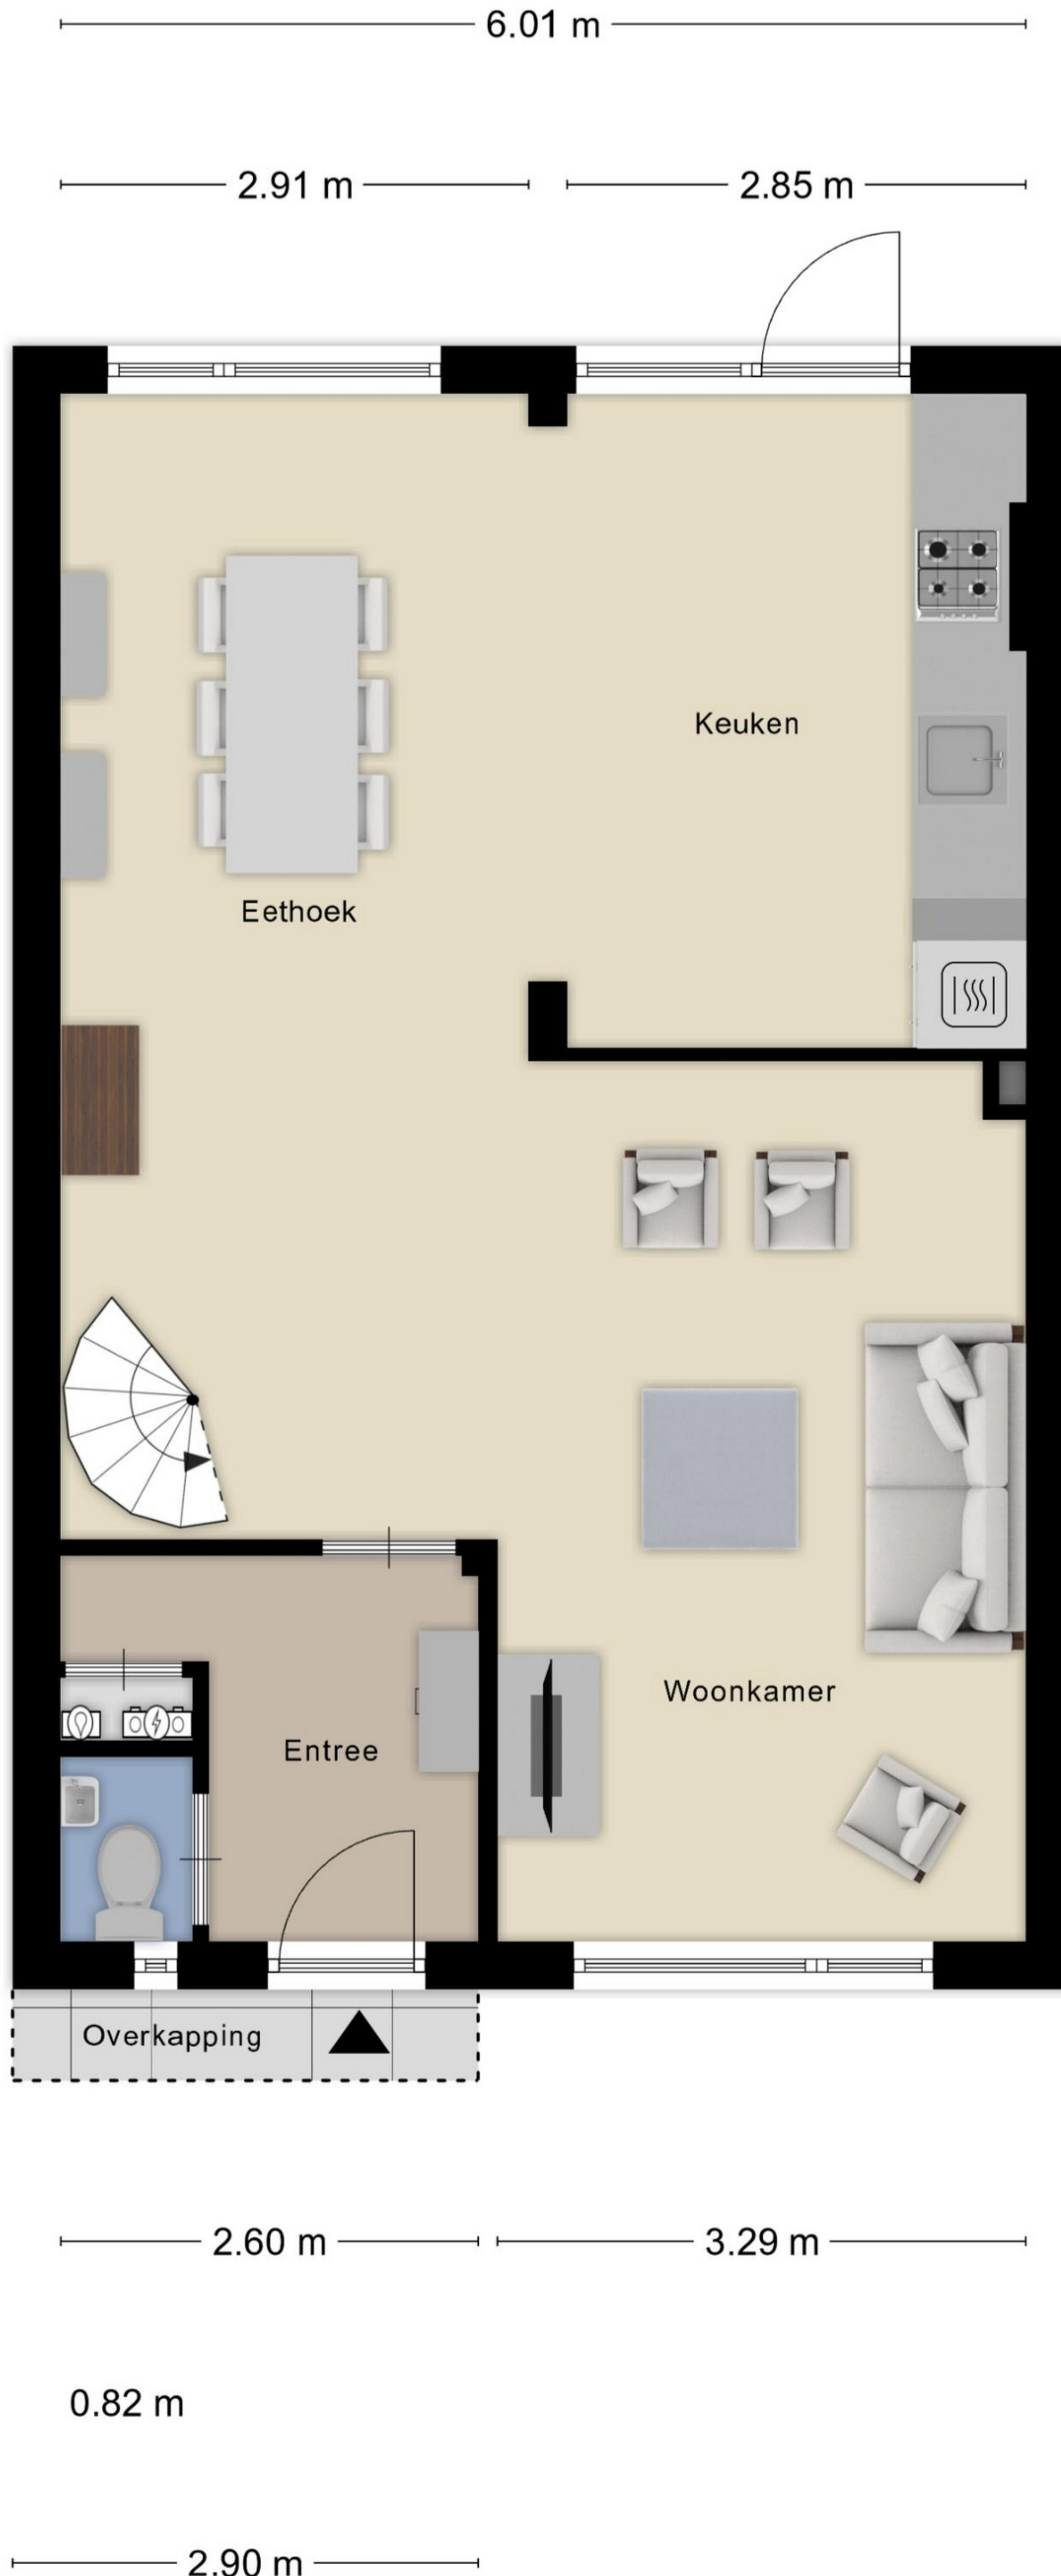 6.01 m
2.91 m
2.85 m
Keuken
Eethoek
Woonkamer
Entree
Overkapping
2.60 m
3.29 m
0.82 m
2.90 m